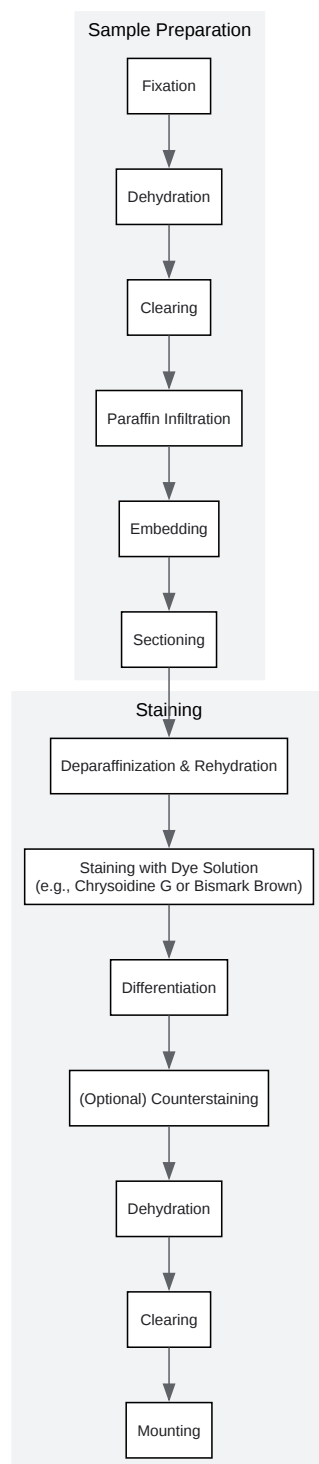 Sample Preparation
Fixation
Dehydration
Clearing
Paraffin Infiltration
Embedding
Sectioning
Staining
Deparaffinization & Rehydration
Staining with Dye Solution
(e.g., Chrysoidine G or Bismark Brown)
Differentiation
(Optional) Counterstaining
Dehydration
Clearing
Mounting